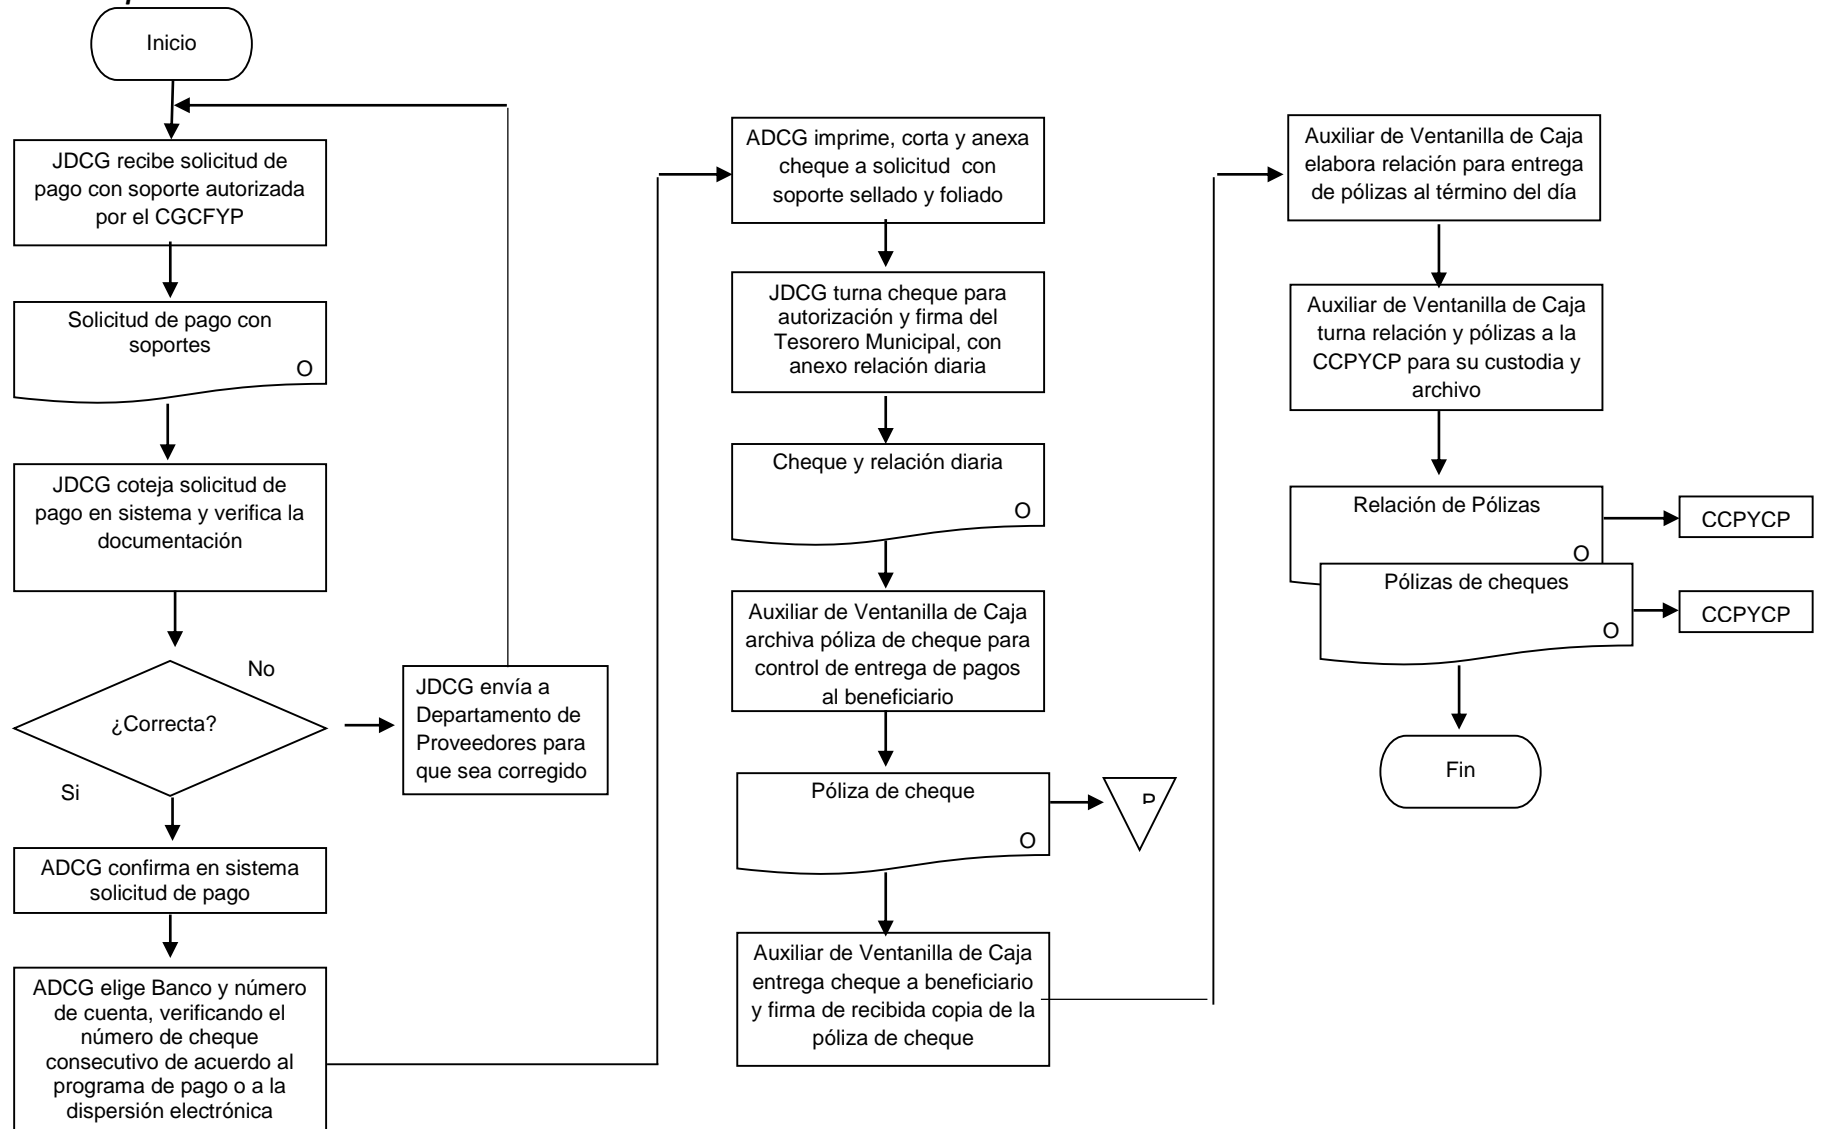 Inicio
JDCG recibe solicitud de
pago con soporte autorizada
por el CGCFYP
Solicitud de pago con
soportes
O
JDCG coteja solicitud de
pago en sistema y verifica la
documentación
No
¿Correcta?
Si
JDCG envía a
Departamento de
Proveedores para
que sea corregido
ADCG confirma en sistema
solicitud de pago
ADCG elige Banco y número
de cuenta, verificando el
número de cheque
consecutivo de acuerdo al
programa de pago o a la
dispersión electrónica
ADCG imprime, corta y anexa
cheque a solicitud con
soporte sellado y foliado
JDCG turna cheque para
autorización y firma del
Tesorero Municipal, con
anexo relación diaria
Cheque y relación diaria
O
Auxiliar de Ventanilla de Caja
archiva póliza de cheque para
control de entrega de pagos
al beneficiario
Póliza de cheque
O
Auxiliar de Ventanilla de Caja
entrega cheque a beneficiario
y firma de recibida copia de la
póliza de cheque
Auxiliar de Ventanilla de Caja
elabora relación para entrega
de pólizas al término del día
Auxiliar de Ventanilla de Caja
turna relación y pólizas a la
CCPYCP para su custodia y
archivo
Relación de Pólizas
O
CCPYCP
Pólizas de cheques
O
CCPYCP
Fin